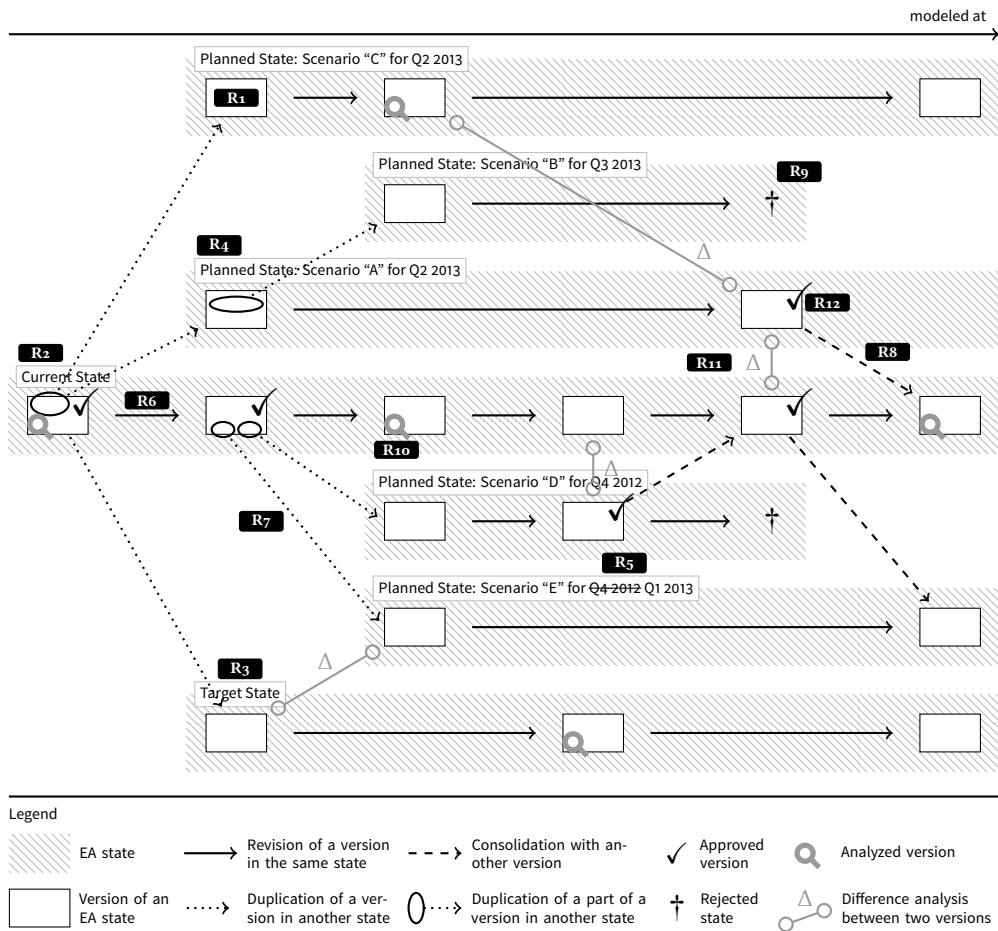 modeled at
Planned State: Scenario “C” for Q2 2013
R1
Planned State: Scenario “B” for Q3 2013
R9
†
Δ
R4
Planned State: Scenario “A” for Q2 2013
R12
R2
R11
Δ
R8
Current State
R6
R10
Δ
Planned State: Scenario “D” for Q4 2012
R7
†
R5
Planned State: Scenario “E” for Q4 2012 Q1 2013
Δ
R3
Target State
Legend
EA state
Revision of a version
in the same state
Consolidation with an-
other version
Approved
version
Analyzed version
Version of an
EA state
Duplication of a ver-
sion in another state
Duplication of a part of a
version in another state
†
Rejected
state
Δ
Difference analysis
between two versions